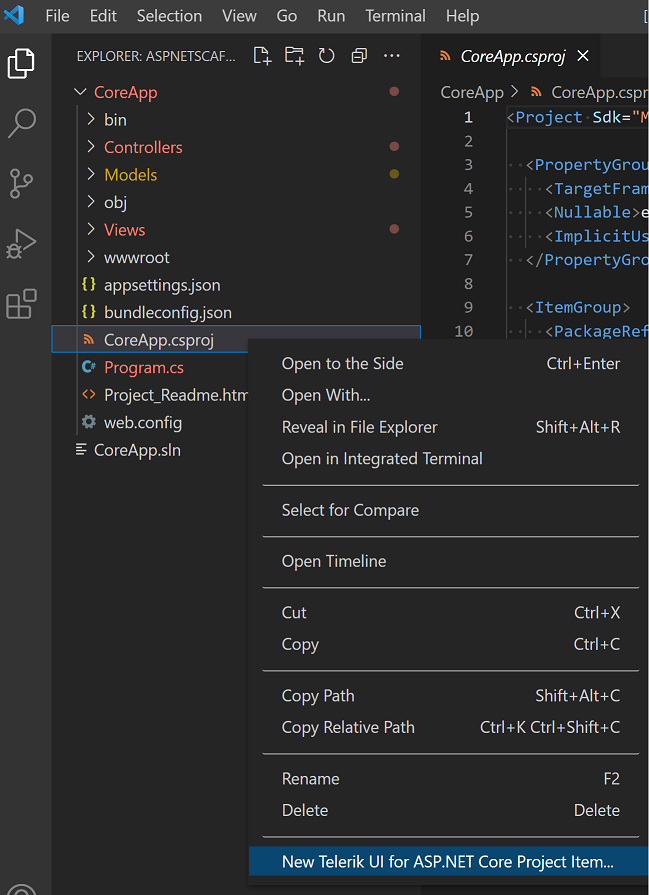 File Edit Selection View Go Run Terminal Help
EXPLORER: ASPNETSCAF...
CoreApp.csproj
CoreApp > CoreApp.cspr
CoreApp
bin
Controllers
Models
obj
Views
wwwroot
{} appsettings.json
{} bundleconfig.json
CoreApp.csproj
C# Program.cs
<> Project_Readme.htm
web.config
CoreApp.sln
1 <Project Sdk="M
2
3 <PropertyGrou
4 <TargetFram
5 <Nullable>e
6 <ImplicitUs
7 </PropertyGro
8
9 <ItemGroup>
10 <PackageRef
Open to the Side Ctrl+Enter
Open With...
Reveal in File Explorer Shift+Alt+R
Open in Integrated Terminal
Select for Compare
Open Timeline
Cut Ctrl+X
Copy Ctrl+C
Copy Path Shift+Alt+C
Copy Relative Path Ctrl+K Ctrl+Shift+C
Rename F2
Delete Delete
New Telerik UI for ASP.NET Core Project Item...